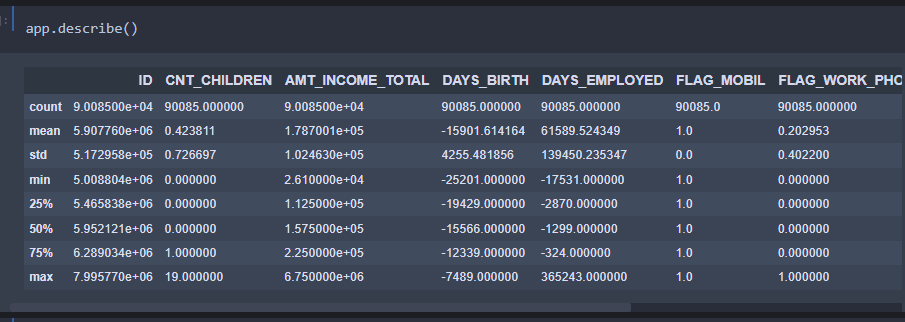 ]:
app.describe()
ID CNT_CHILDREN AMT_INCOME_TOTAL DAYS_BIRTH DAYS_EMPLOYED FLAG_MOBIL FLAG_WORK_PHO
count 9.008500e+04 90085.000000 9.008500e+04 90085.000000 90085.000000 90085.0 90085.000000
mean 5.907760e+06 0.423811 1.787001e+05 -15901.614164 61589.524349 1.0 0.202953
std 5.172958e+05 0.726697 1.024630e+05 4255.481856 139450.235347 0.0 0.402200
min 5.008804e+06 0.000000 2.610000e+04 -25201.000000 -17531.000000 1.0 0.000000
25% 5.465838e+06 0.000000 1.125000e+05 -19429.000000 -2870.000000 1.0 0.000000
50% 5.952121e+06 0.000000 1.575000e+05 -15566.000000 -1299.000000 1.0 0.000000
75% 6.289034e+06 1.000000 2.250000e+05 -12339.000000 -324.000000 1.0 0.000000
max 7.995770e+06 19.000000 6.750000e+06 -7489.000000 365243.000000 1.0 1.000000